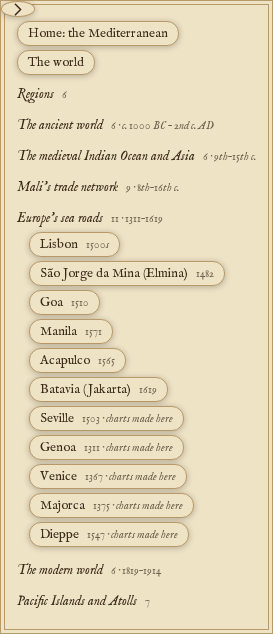 Home: the Mediterranean
The world
Regions 6
The ancient world 6 · c. 1000 BC – 2nd c. AD
The medieval Indian Ocean and Asia 6 · 9th–15th c.
Mali’s trade network 9 · 8th–16th c.
Europe’s sea roads 11 · 1311–1619
Lisbon 1500s
São Jorge da Mina (Elmina) 1482
Goa 1510
Manila 1571
Acapulco 1565
Batavia (Jakarta) 1619
Seville 1503 · charts made here
Genoa 1311 · charts made here
Venice 1367 · charts made here
Majorca 1375 · charts made here
Dieppe 1547 · charts made here
The modern world 6 · 1819–1914
Pacific Islands and Atolls 7